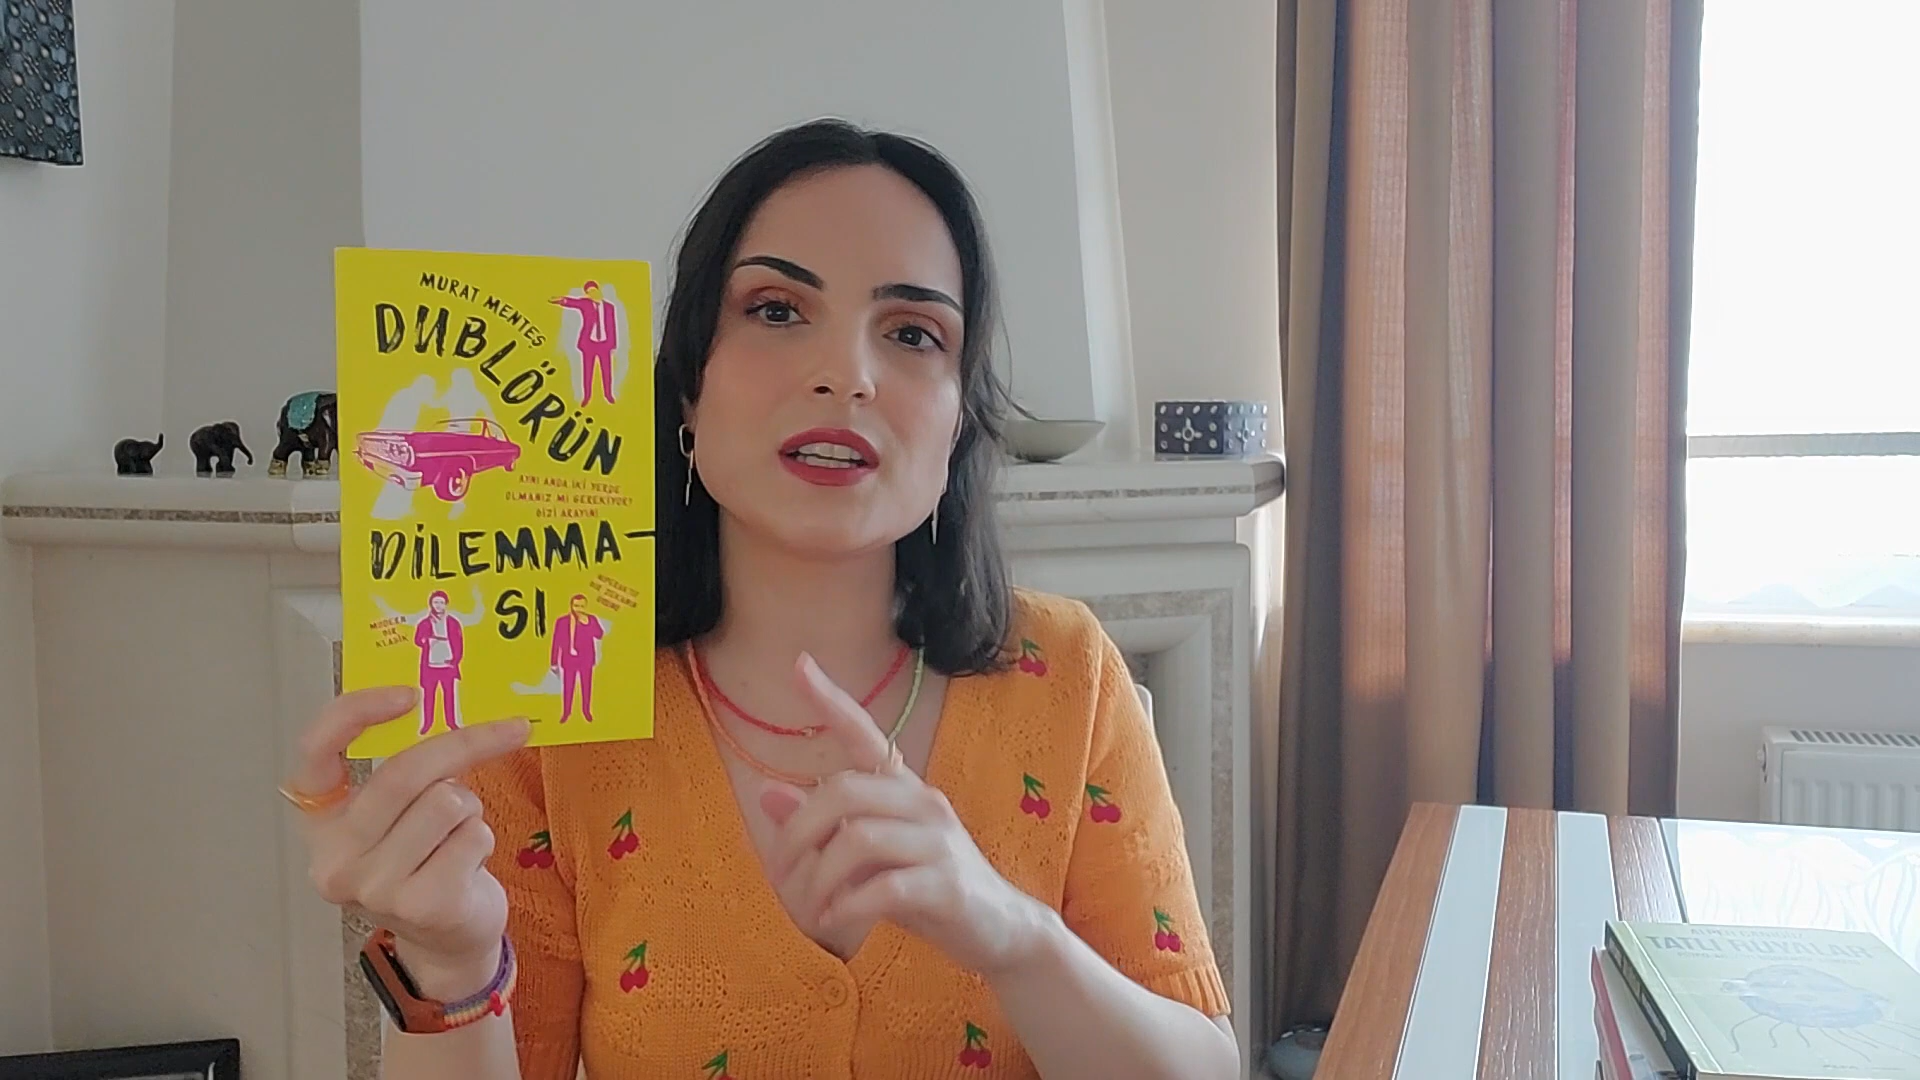 MURAT MENTEŞ
DUBLÖRÜN
AYNI ANDA İKİ YERDE
OLMANIZ MI GEREKİYOR?
BİZİ ARAYIN!
DİLEMMA-
SI
MODERN
BİR
KLASİK
TATLI RÜYALAR